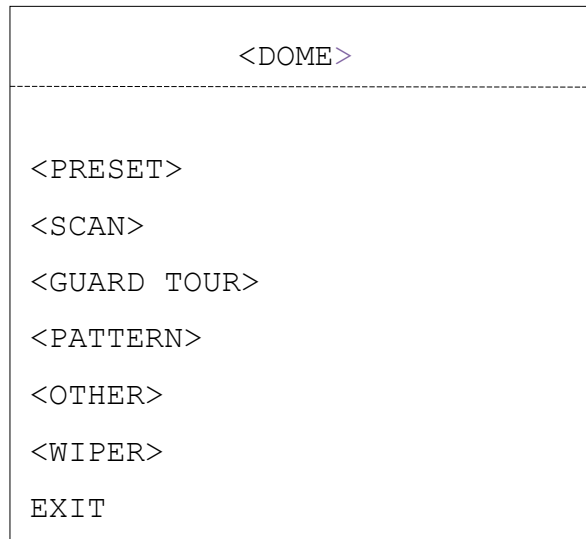 <DOME>
<PRESET>
<SCAN>
<GUARD TOUR>
<PATTERN>
<OTHER>
<WIPER>
EXIT